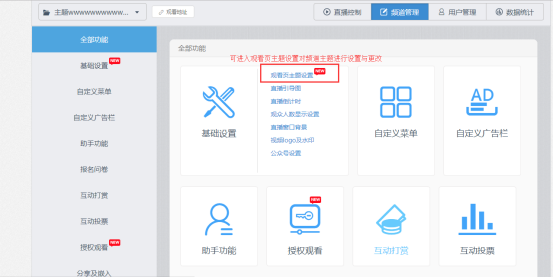 主题wwwwwwwwwww...
观看地址
直播控制
频道管理
用户管理
数据统计
全部功能
基础设置 NEW
自定义菜单
自定义广告栏
助手功能
报名问卷
互动打赏
互动投票
授权观看 NEW
分享及嵌入
全部功能
可进入观看页主题设置对频道主题进行设置与更改
基础设置
观看页主题设置 NEW
直播引导图
直播倒计时
观众人数显示设置
直播窗口背景
视频logo及水印
公众号设置
自定义菜单
AD
自定义广告栏
助手功能
NEW
授权观看
互动打赏
互动投票